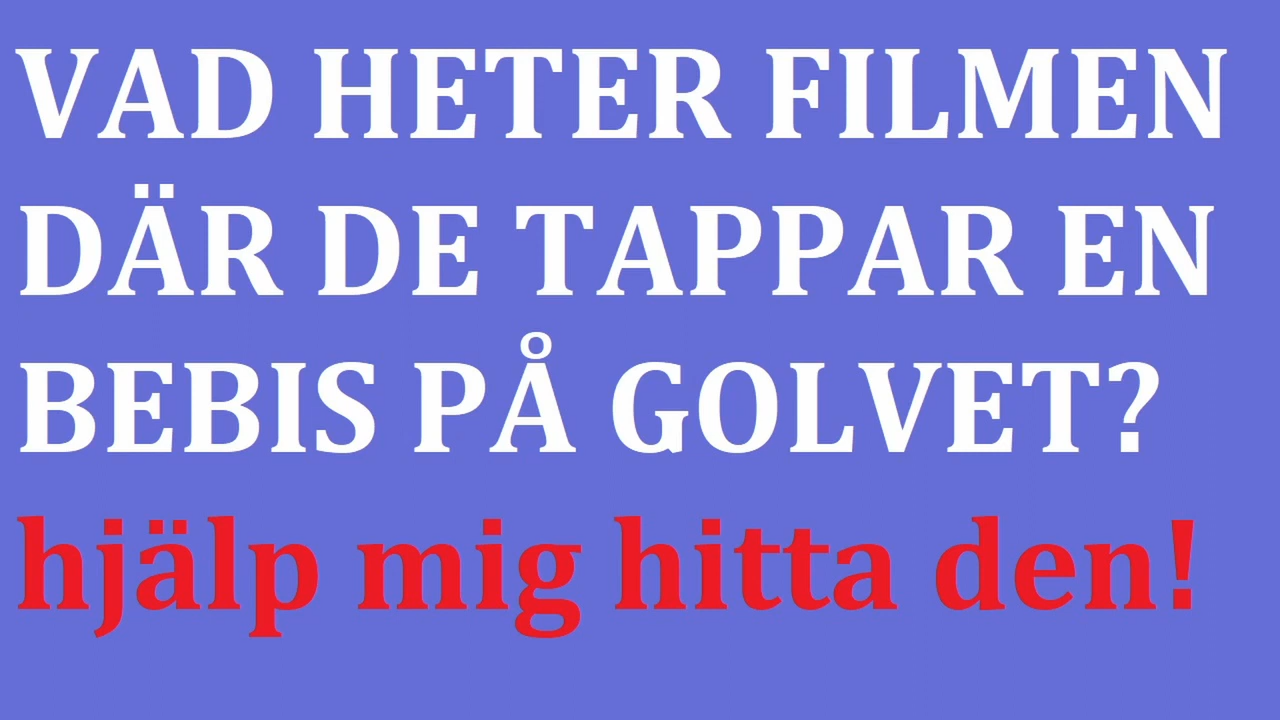 VAD HETER FILMEN
DÄR DE TAPPAR EN
BEBIS PÅ GOLVET?
hjälp mig hitta den!